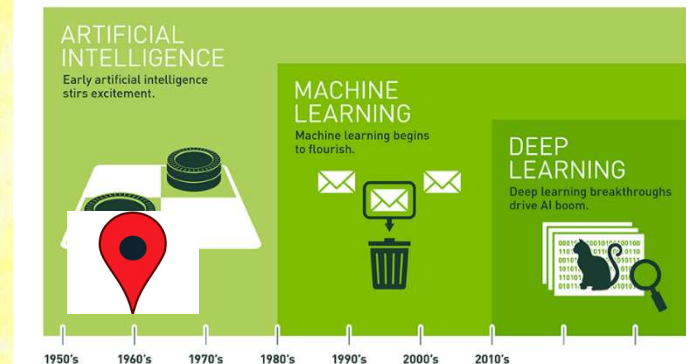 ARTIFICIAL
INTELLIGENCE
Early artificial intelligence
stirs excitement.
MACHINE
LEARNING
Machine learning begins
to flourish.
DEEP
LEARNING
Deep learning breakthroughs
drive AI boom.
1950's 1960's 1970's 1980's 1990's 2000's 2010's